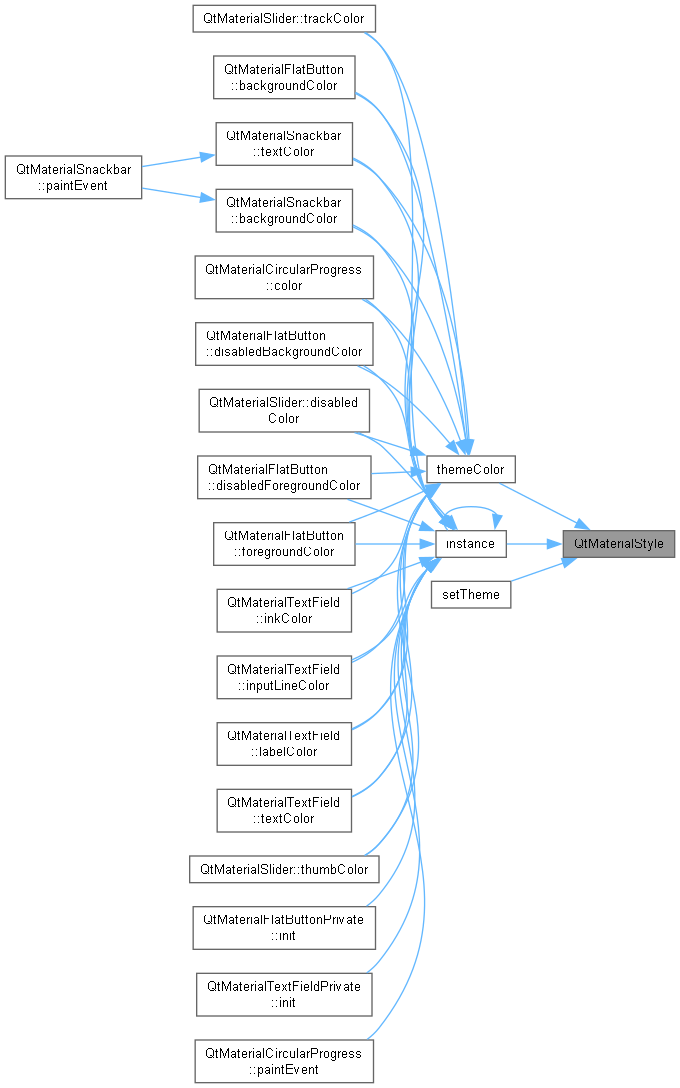 QtMaterialSlider::trackColor
QtMaterialFlatButton
::backgroundColor
QtMaterialSnackbar
::textColor
QtMaterialSnackbar
::paintEvent
QtMaterialSnackbar
::backgroundColor
QtMaterialCircularProgress
::color
QtMaterialFlatButton
::disabledBackgroundColor
QtMaterialSlider::disabled
Color
themeColor
QtMaterialFlatButton
::disabledForegroundColor
QtMaterialFlatButton
::foregroundColor
instance
QtMaterialStyle
setTheme
QtMaterialTextField
::inkColor
QtMaterialTextField
::inputLineColor
QtMaterialTextField
::labelColor
QtMaterialTextField
::textColor
QtMaterialSlider::thumbColor
QtMaterialFlatButtonPrivate
::init
QtMaterialTextFieldPrivate
::init
QtMaterialCircularProgress
::paintEvent